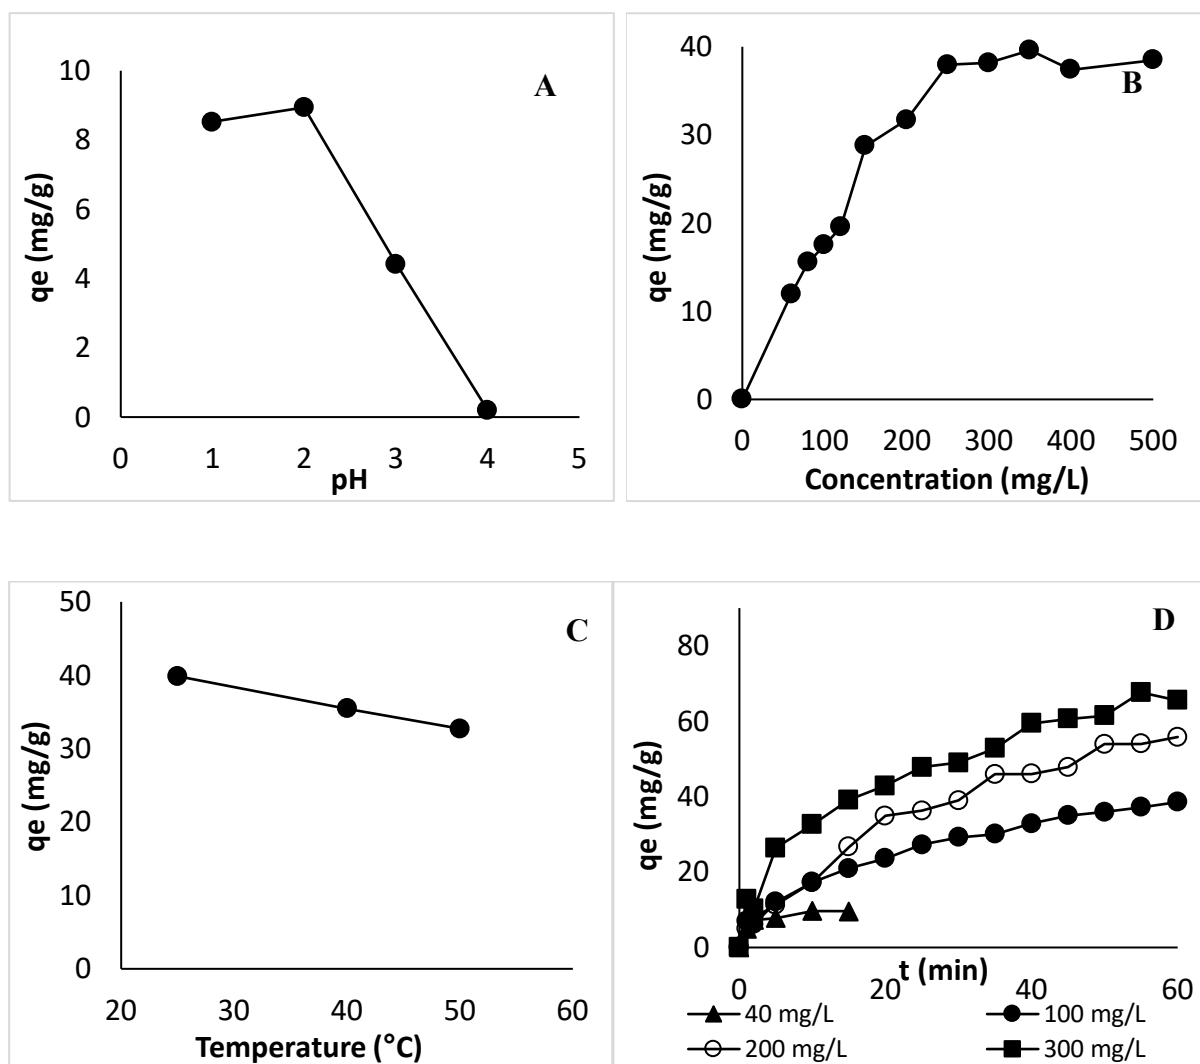 A
10
8
6
4
2
0
qe (mg/g)
0 1 2 3 4 5
pH
B
40
30
20
10
0
qe (mg/g)
0 100 200 300 400 500
Concentration (mg/L)
C
50
40
30
20
10
0
qe (mg/g)
20 30 40 50 60
Temperature (°C)
D
80
60
40
20
0
qe (mg/g)
t (min)
0 20 40 60
40 mg/L 100 mg/L
200 mg/L 300 mg/L